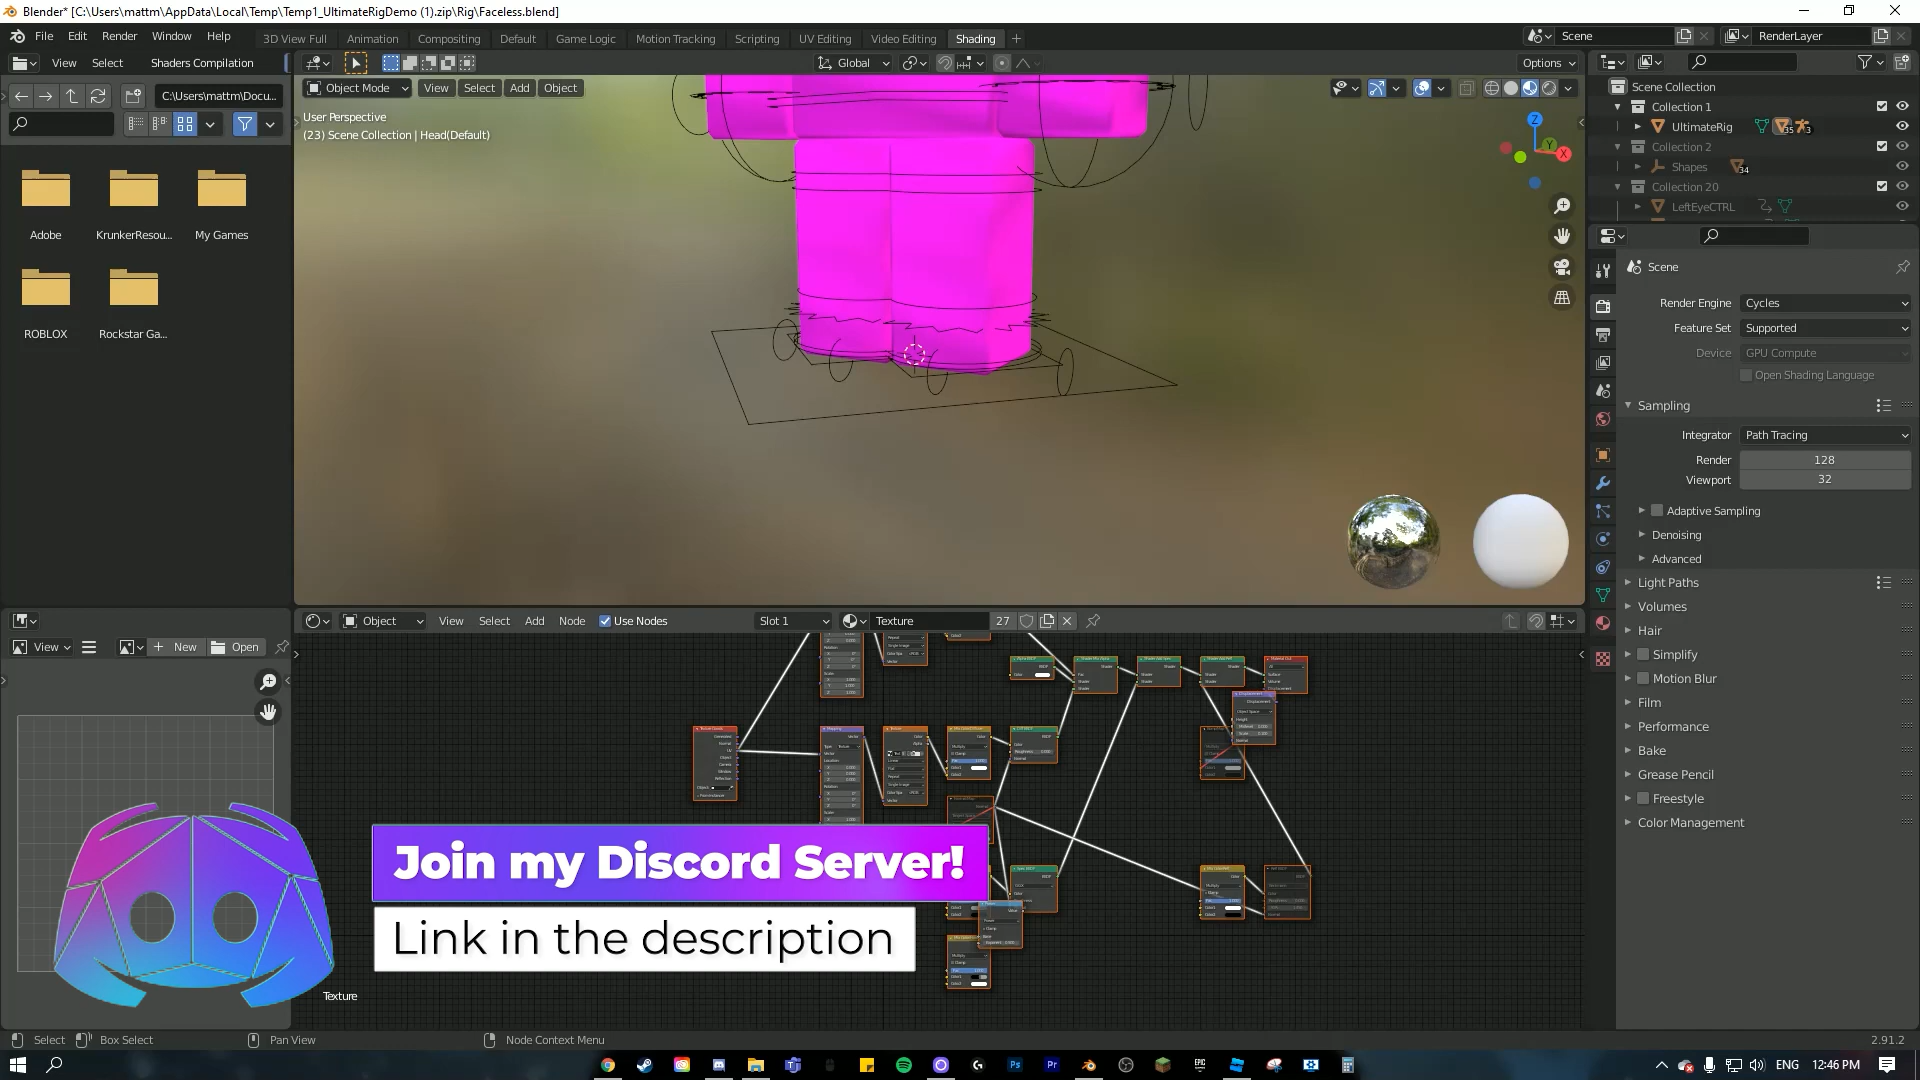 Blender* [C:\Users\mattm\AppData\Local\Temp\Temp1_UltimateRigDemo (1).zip\Rig\Faceless.blend]
File Edit Render Window Help
3D View Full Animation Compositing Default Game Logic Motion Tracking Scripting UV Editing Video Editing Shading
Scene
RenderLayer
View Select Shaders Compilation
Global
Options
C:\Users\mattm\Docu...
Object Mode View Select Add Object
User Perspective
(23) Scene Collection | Head(Default)
Z
Y
X
Adobe
KrunkerResou...
My Games
ROBLOX
Rockstar Ga...
Scene Collection
Collection 1
UltimateRig
35
3
Collection 2
Shapes
34
Collection 20
LeftEyeCTRL
Scene
Render Engine Cycles
Feature Set Supported
Device GPU Compute
Open Shading Language
Sampling
Integrator Path Tracing
Render 128
Viewport 32
Adaptive Sampling
Denoising
Advanced
Light Paths
Volumes
Hair
Simplify
Motion Blur
Film
Performance
Bake
Grease Pencil
Freestyle
Color Management
View
New
Open
Object View Select Add Node Use Nodes Slot 1 Texture 27
Join my Discord Server!
Link in the description
Texture
Select Box Select Pan View Node Context Menu
2.91.2
ENG 12:46 PM